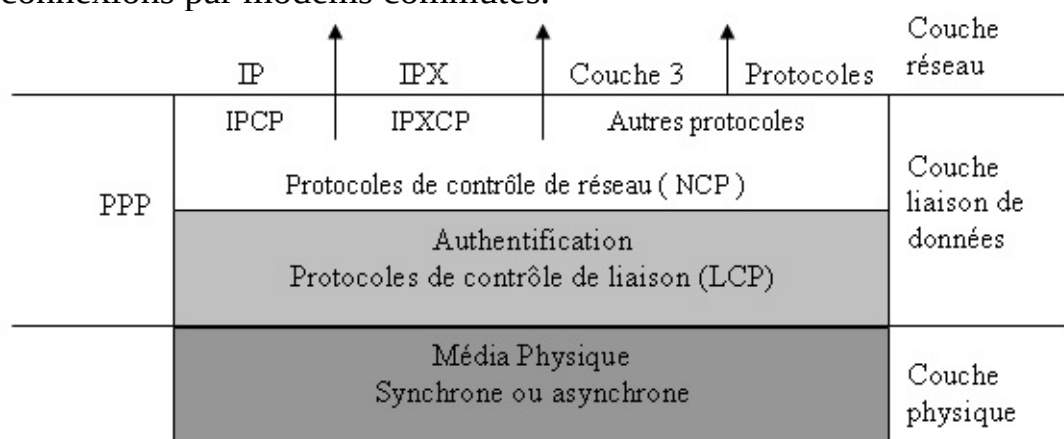 connexions par modems commutés.
Couche
réseau
IP IPX Couche 3 Protocoles
IPCP IPXCP Autres protocoles
PPP
Protocoles de contrôle de réseau ( NCP )
Couche
liaison de
données
Authentification
Protocoles de contrôle de liaison (LCP)
Média Physique
Synchrone ou asynchrone
Couche
physique